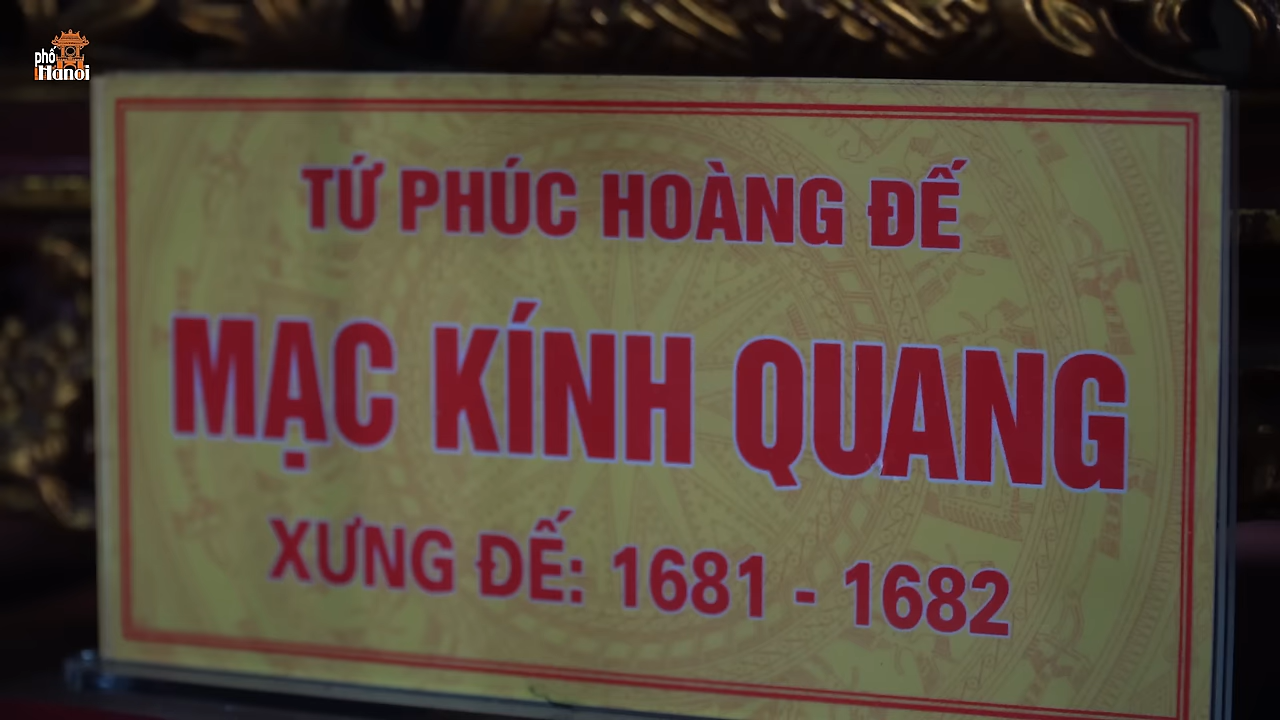 phố
Hanoi
TỨ PHÚC HOÀNG ĐẾ
MẠC KÍNH QUANG
XƯNG ĐẾ: 1681 - 1682